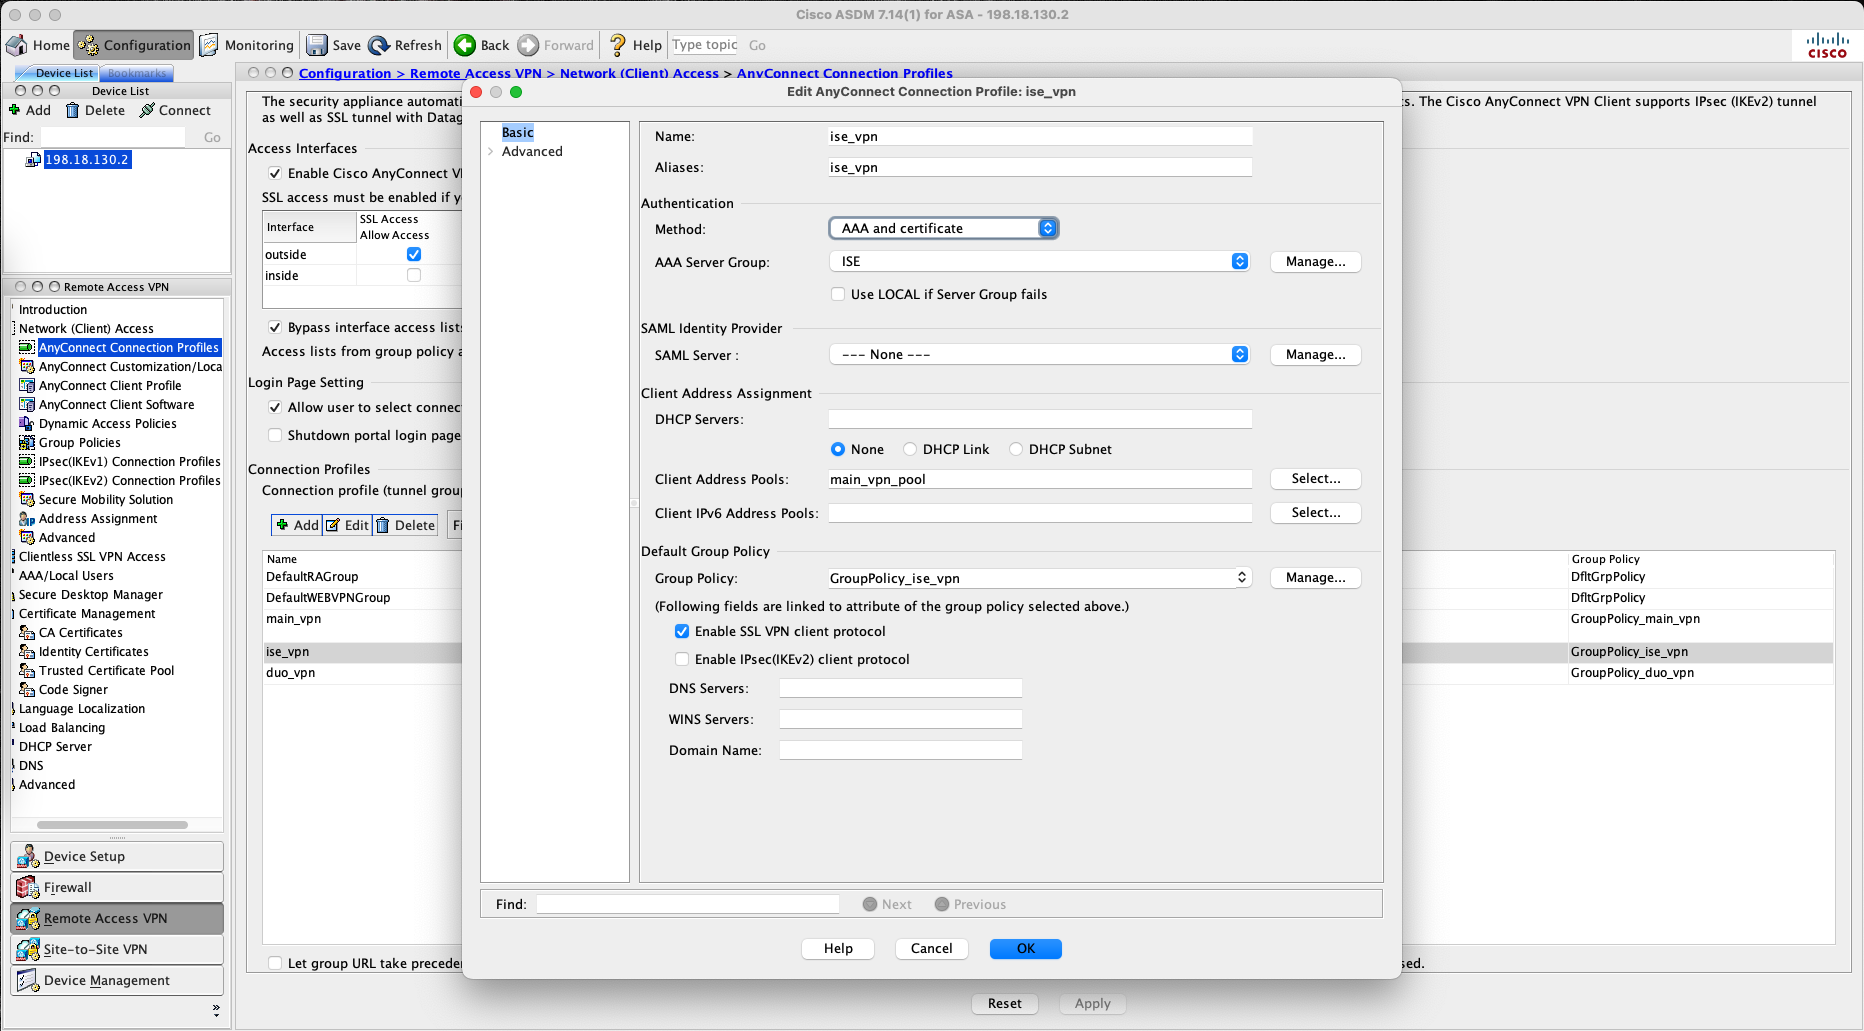 Cisco ASDM 7.14(1) for ASA - 198.18.130.2
Home Configuration Monitoring Save Refresh Back Forward Help Type topic Go
cisco
Device List Bookmarks
Device List
Add Delete Connect
Find: Go
198.18.130.2
Remote Access VPN
Introduction
Network (Client) Access
AnyConnect Connection Profiles
AnyConnect Customization/Loca
AnyConnect Client Profile
AnyConnect Client Software
Dynamic Access Policies
Group Policies
IPsec(IKEv1) Connection Profiles
IPsec(IKEv2) Connection Profiles
Secure Mobility Solution
Address Assignment
Advanced
Clientless SSL VPN Access
AAA/Local Users
Secure Desktop Manager
Certificate Management
CA Certificates
Identity Certificates
Trusted Certificate Pool
Code Signer
Language Localization
Load Balancing
DHCP Server
DNS
Advanced
Device Setup
Firewall
Remote Access VPN
Site-to-Site VPN
Device Management
Configuration > Remote Access VPN > Network (Client) Access > AnyConnect Connection Profiles
The security appliance automati
s. The Cisco AnyConnect VPN Client supports IPsec (IKEv2) tunnel
as well as SSL tunnel with Datag
Access Interfaces
Enable Cisco AnyConnect V
SSL access must be enabled if y
Interface
SSL Access
Allow Access
outside
inside
Bypass interface access lists
Access lists from group policy a
Login Page Setting
Allow user to select connect
Shutdown portal login page
Connection Profiles
Connection profile (tunnel grou
Add Edit Delete Fi
Name Group Policy
DefaultRAGroup DfltGrpPolicy
DefaultWEBVPNGroup DfltGrpPolicy
main_vpn GroupPolicy_main_vpn
ise_vpn GroupPolicy_ise_vpn
duo_vpn GroupPolicy_duo_vpn
Let group URL take precede
sed.
Reset Apply
Edit AnyConnect Connection Profile: ise_vpn
Basic
Advanced
Name: ise_vpn
Aliases: ise_vpn
Authentication
Method: AAA and certificate
AAA Server Group: ISE Manage...
Use LOCAL if Server Group fails
SAML Identity Provider
SAML Server : --- None --- Manage...
Client Address Assignment
DHCP Servers:
None DHCP Link DHCP Subnet
Client Address Pools: main_vpn_pool Select...
Client IPv6 Address Pools: Select...
Default Group Policy
Group Policy: GroupPolicy_ise_vpn Manage...
(Following fields are linked to attribute of the group policy selected above.)
Enable SSL VPN client protocol
Enable IPsec(IKEv2) client protocol
DNS Servers:
WINS Servers:
Domain Name:
Find: Next Previous
Help Cancel OK